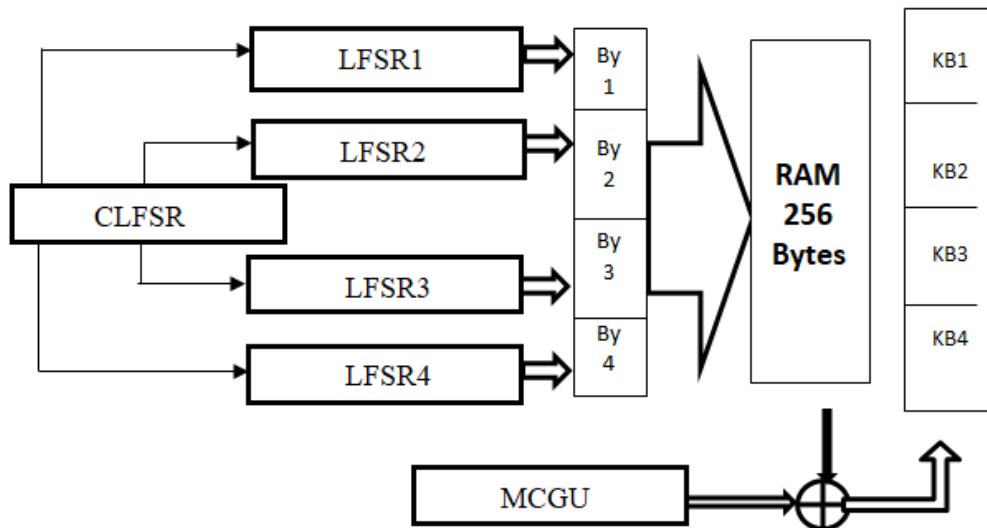 LFSR1
LFSR2
CLFSR
LFSR3
LFSR4
By
1
By
2
By
3
By
4
RAM
256
Bytes
KB1
KB2
KB3
KB4
MCGU